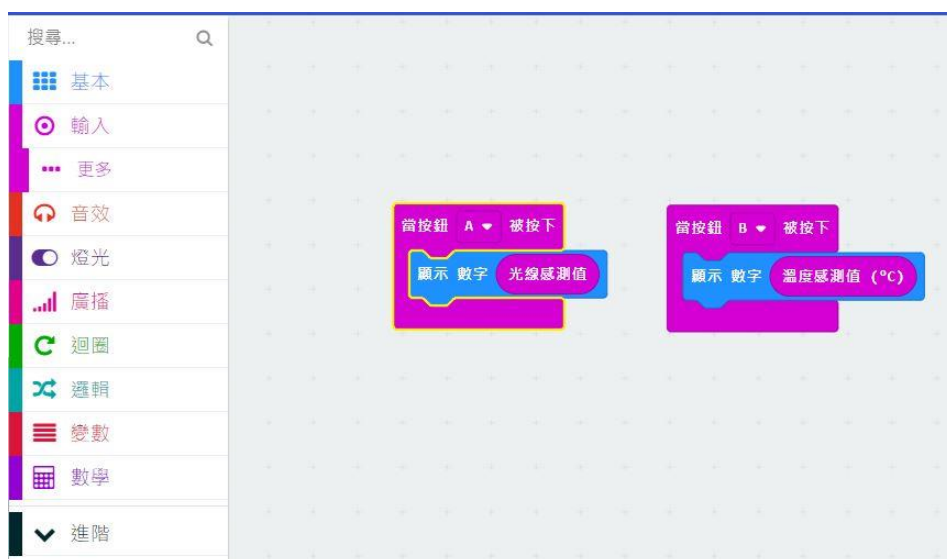 搜尋...
基本
輸入
更多
音效
燈光
廣播
迴圈
邏輯
變數
數學
進階
當按鈕 A 被按下
顯示 數字 光線感測值
當按鈕 B 被按下
顯示 數字 溫度感測值 (°C)